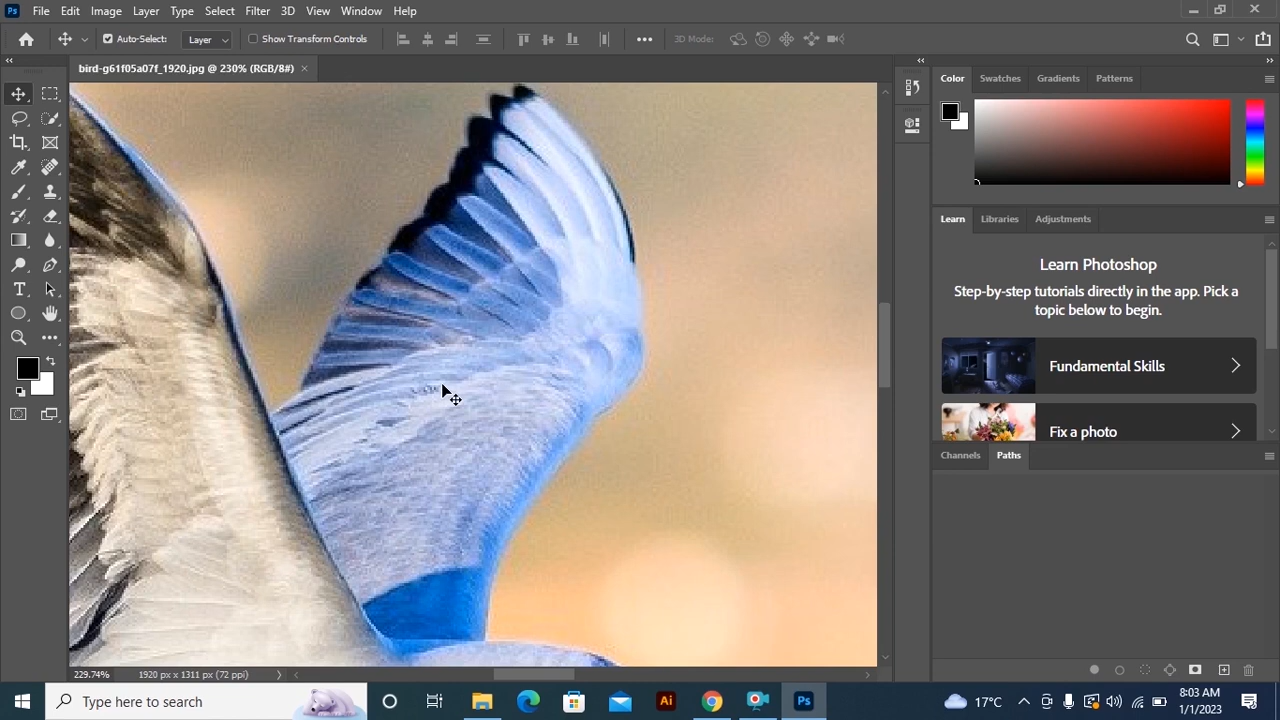 Ps File Edit Image Layer Type Select Filter 3D View Window Help
Auto-Select: Layer Show Transform Controls 3D Mode:
bird-g61f05a07f_1920.jpg @ 230% (RGB/8#)
Color Swatches Gradients Patterns
Learn Libraries Adjustments
Learn Photoshop
Step-by-step tutorials directly in the app. Pick a
topic below to begin.
Fundamental Skills
Fix a photo
Channels Paths
229.74% 1920 px x 1311 px (72 ppi)
Type here to search
Ai
Ps
17°C
8:03 AM
1/1/2023